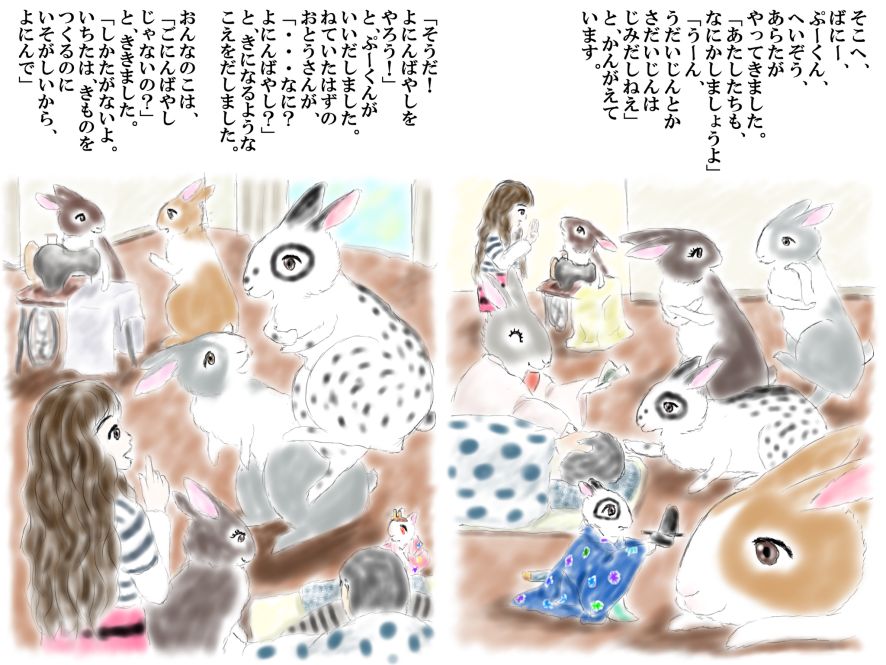 そこへ、
ばに～、
ぷーくん、
へいぞう、
あらたが
やってきました。
「あたしたちも、
なにかしましょうよ」
「うーん、
うだいじんとか
さだいじんは
じみだしねえ」
と、かんがえて
います。
「そうだ！
よにんばやしを
やろう！」
と、ぷーくんが
いいだしました。
ねていたはずの
おとうさんが、
「・・・なに？
よにんばやし？」
と きになるような
こえをだしました。
おんなのこは、
「ごにんばやし
じゃないの？」
と、ききました。
「しかたがないよ。
いちたは、きものを
つくるのに
いそがしいから、
よにんで」